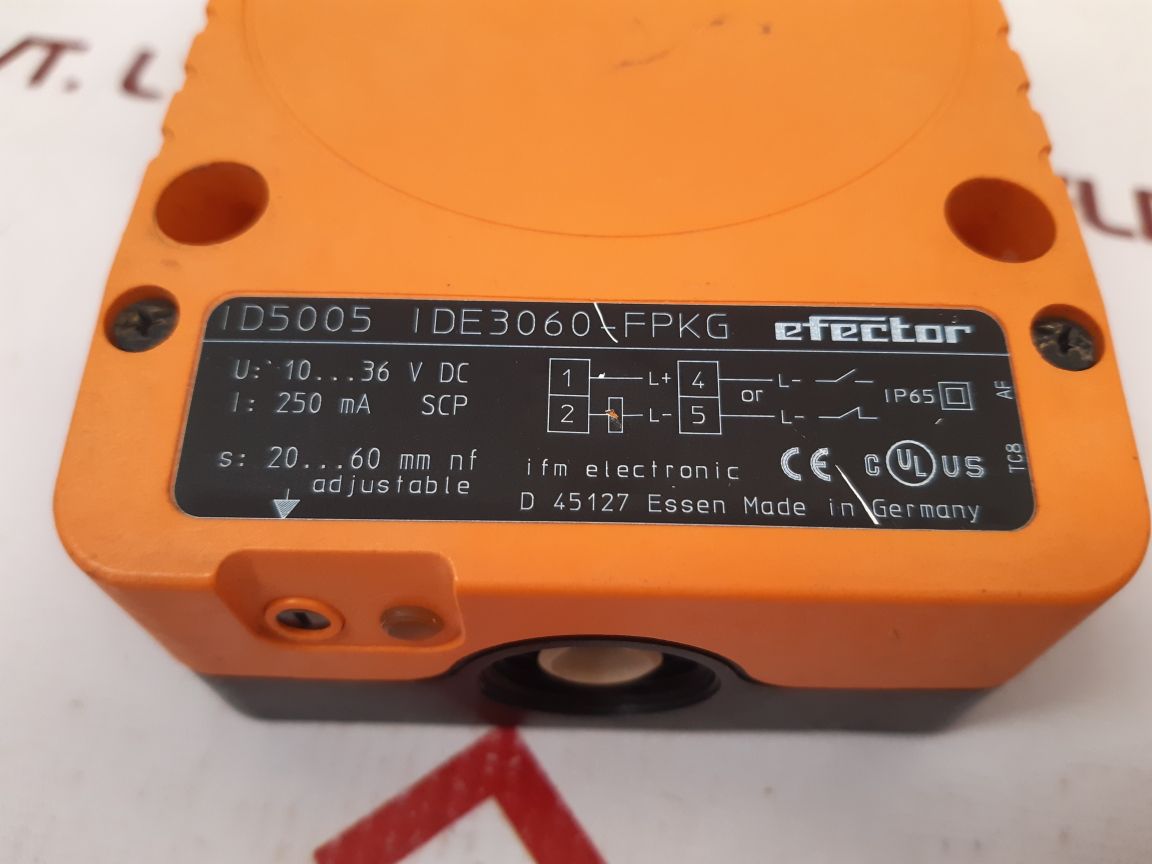 ID5005 IDE3060-FPKG efector
U: 10...36 V DC
I: 250 mA SCP
s: 20...60 mm nf
adjustable
1 L+ 4 L-
or
2 L- 5 L-
IP65
AF
TC8
ifm electronic CE C UL US
D 45127 Essen Made in Germany